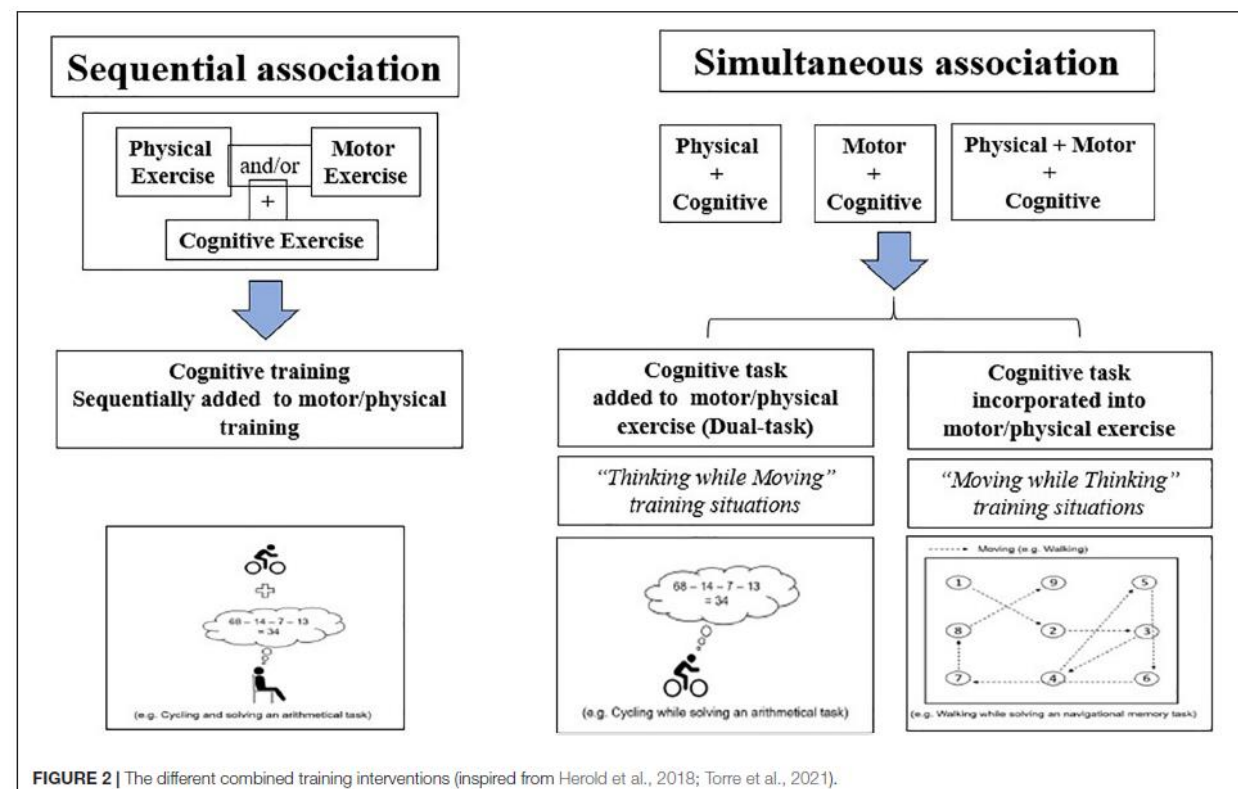 Sequential association
Physical
Exercise
and/or
Motor
Exercise
+
Cognitive Exercise
Cognitive training
Sequentially added to motor/physical
training
68 – 14 – 7 – 13
= 34
(e.g. Cycling and solving an arithmetical task)
Simultaneous association
Physical
+
Cognitive
Motor
+
Cognitive
Physical + Motor
+
Cognitive
Cognitive task
added to motor/physical
exercise (Dual-task)
"Thinking while Moving"
training situations
68 – 14 – 7 – 13
= 34
(e.g. Cycling while solving an arithmetical task)
Cognitive task
incorporated into
motor/physical exercise
"Moving while Thinking"
training situations
Moving (e.g. Walking)
1 9 5
8 2 3
7 4 6
(e.g. Walking while solving an navigational memory task)
FIGURE 2 | The different combined training interventions (inspired from Herold et al., 2018; Torre et al., 2021).